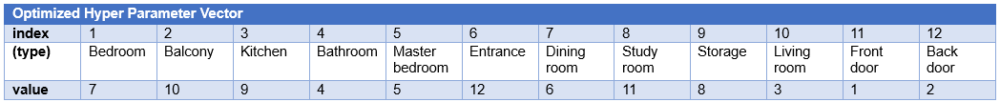 Optimized Hyper Parameter Vector
index 1 2 3 4 5 6 7 8 9 10 11 12
(type) Bedroom Balcony Kitchen Bathroom Master bedroom Entrance Dining room Study room Storage Living room Front door Back door
value 7 10 9 4 5 12 6 11 8 3 1 2